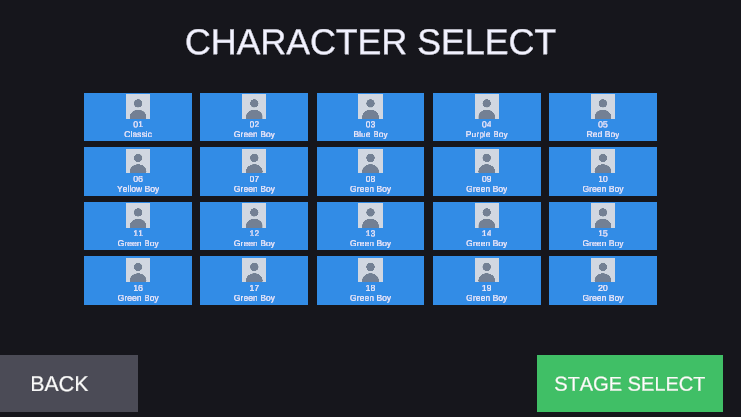 CHARACTER SELECT
01
Classic
02
Green Boy
03
Blue Boy
04
Purple Boy
05
Red Boy
06
Yellow Boy
07
Green Boy
08
Green Boy
09
Green Boy
10
Green Boy
11
Green Boy
12
Green Boy
13
Green Boy
14
Green Boy
15
Green Boy
16
Green Boy
17
Green Boy
18
Green Boy
19
Green Boy
20
Green Boy
BACK
STAGE SELECT